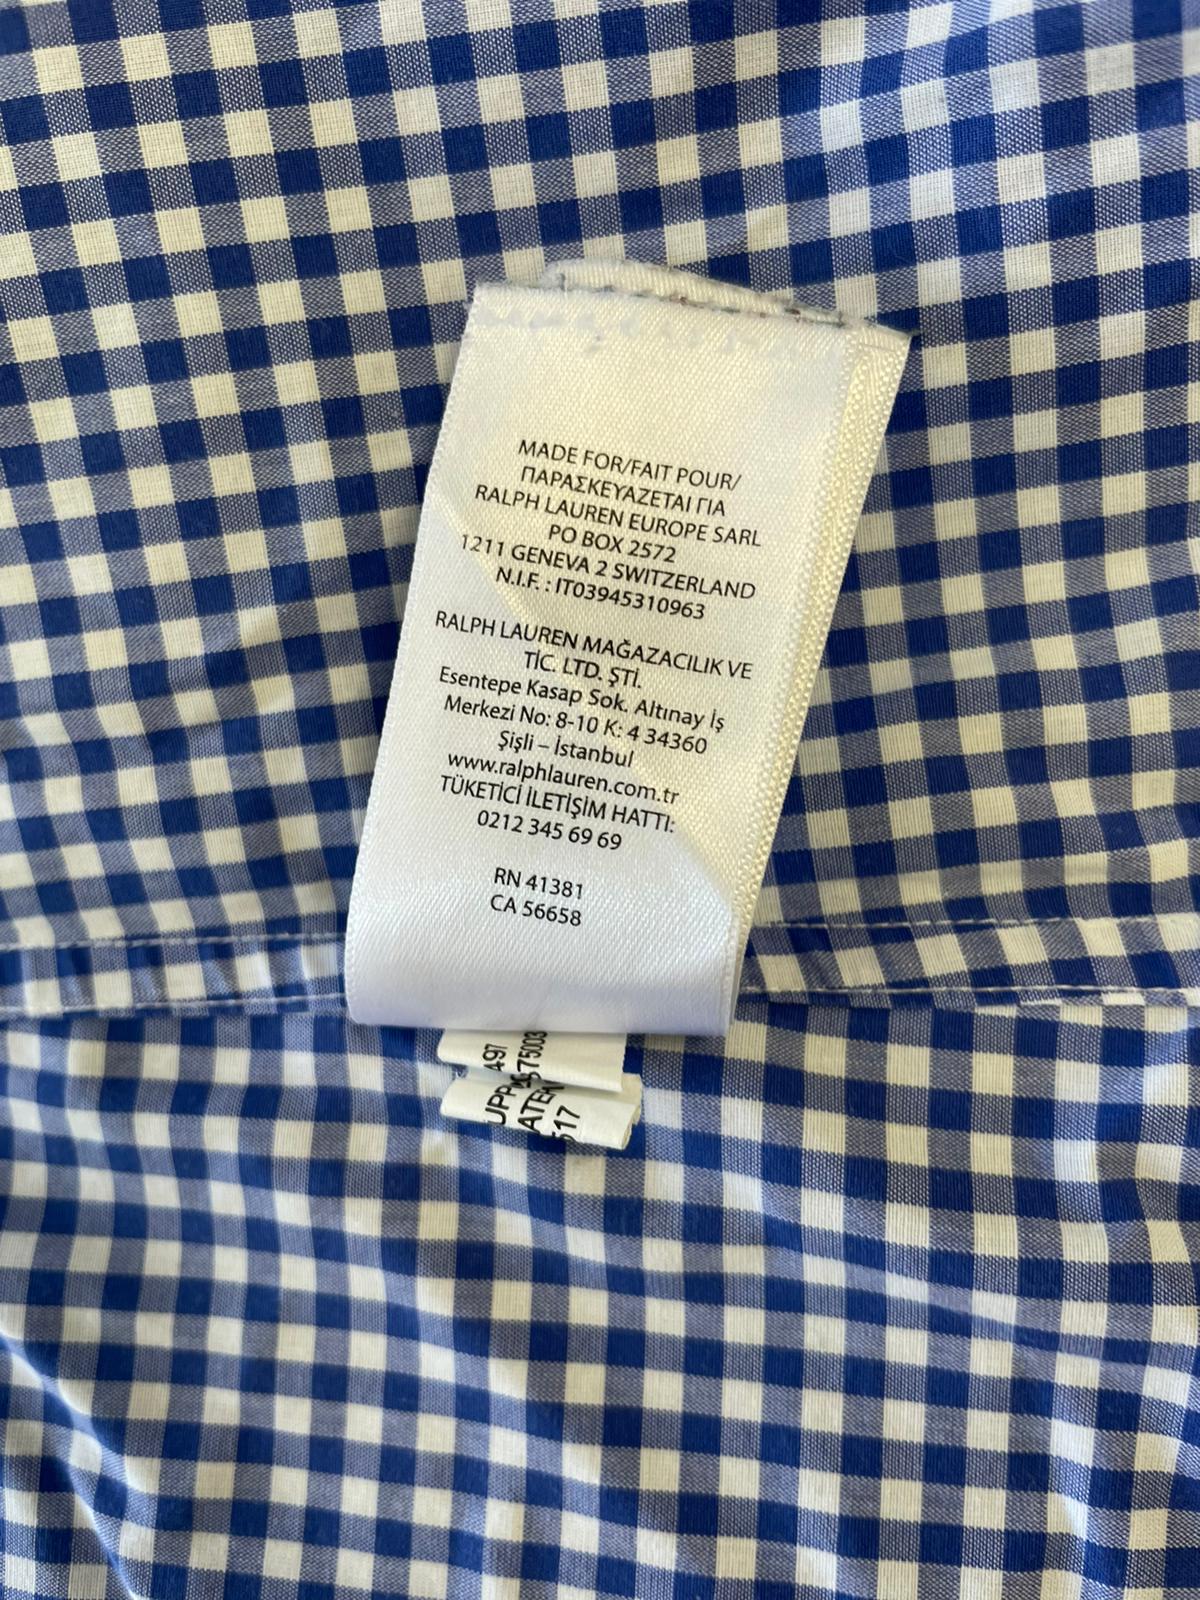 MADE FOR/FAIT POUR/
ΠΑΡΑΣΚΕΥΑΖΕΤΑΙ ΓΙΑ
RALPH LAUREN EUROPE SARL
PO BOX 2572
1211 GENEVA 2 SWITZERLAND
N.I.F. : IT03945310963
RALPH LAUREN MAĞAZACILIK VE
TİC. LTD. ŞTİ.
Esentepe Kasap Sok. Altınay İş
Merkezi No: 8-10 K: 4 34360
Şişli – İstanbul
www.ralphlauren.com.tr
TÜKETİCİ İLETİŞİM HATTI:
0212 345 69 69
RN 41381
CA 56658
497
75003